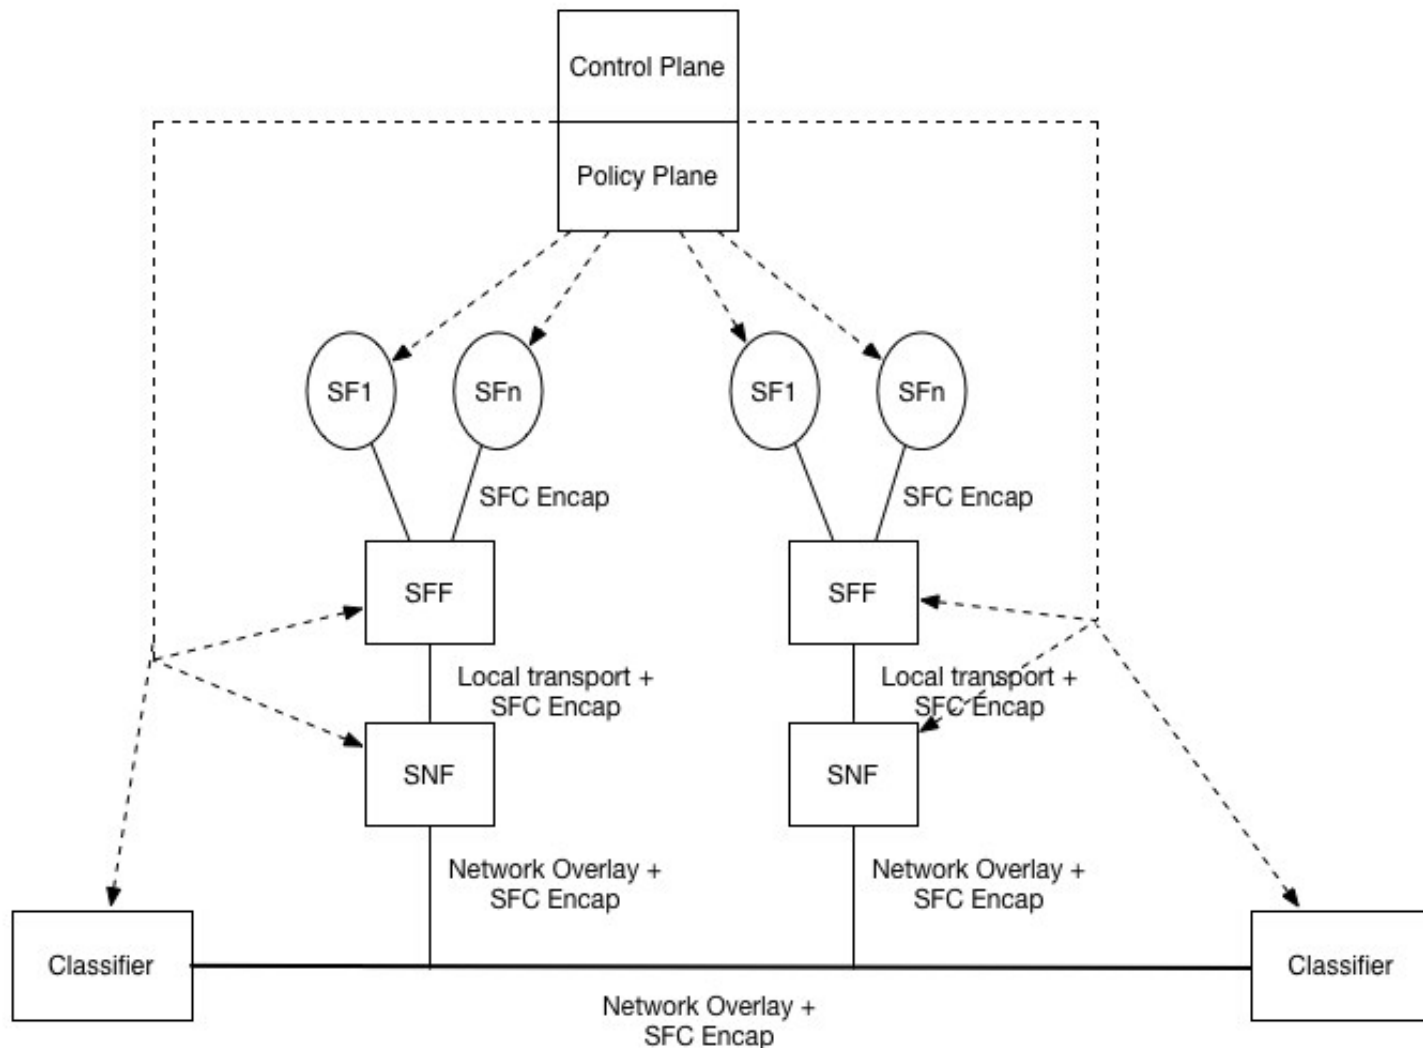 Control Plane
Policy Plane
SF1
SFn
SF1
SFn
SFC Encap
SFC Encap
SFF
SFF
Local transport +
SFC Encap
Local transport +
SFC Encap
SNF
SNF
Network Overlay +
SFC Encap
Network Overlay +
SFC Encap
Classifier
Classifier
Network Overlay +
SFC Encap